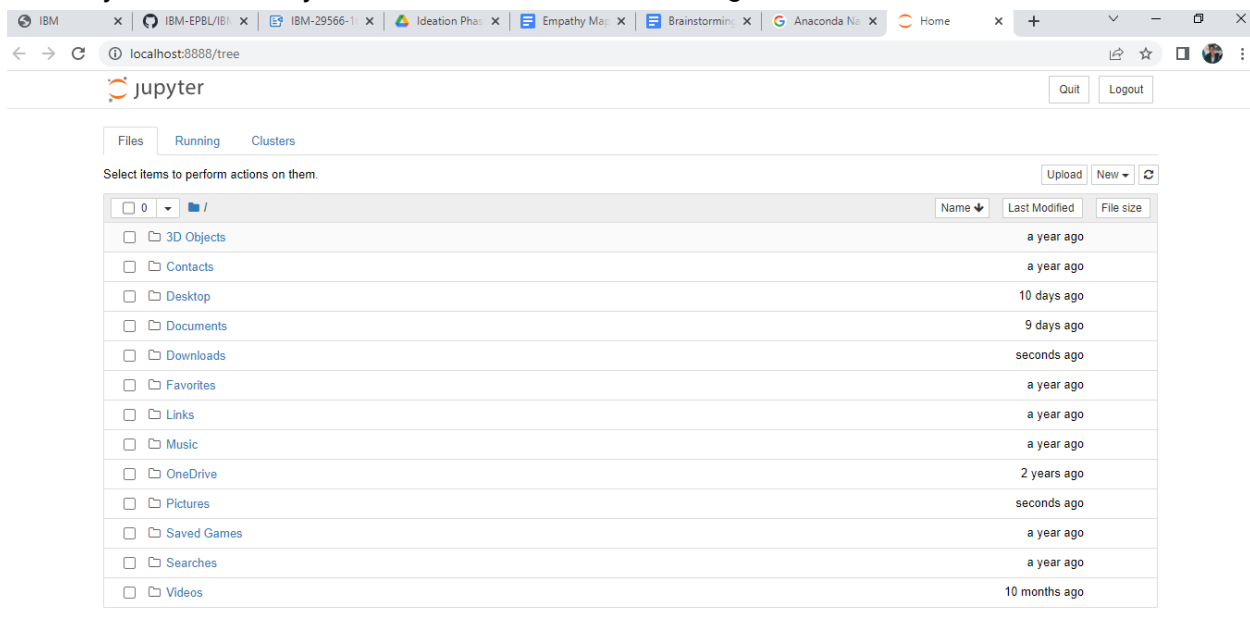 IBM IBM-EPBL/IBM IBM-29566-1 Ideation Phas Empathy Map Brainstorming Anaconda Na Home
localhost:8888/tree
jupyter Quit Logout
Files Running Clusters
Select items to perform actions on them. Upload New
0 / Name Last Modified File size
3D Objects a year ago
Contacts a year ago
Desktop 10 days ago
Documents 9 days ago
Downloads seconds ago
Favorites a year ago
Links a year ago
Music a year ago
OneDrive 2 years ago
Pictures seconds ago
Saved Games a year ago
Searches a year ago
Videos 10 months ago